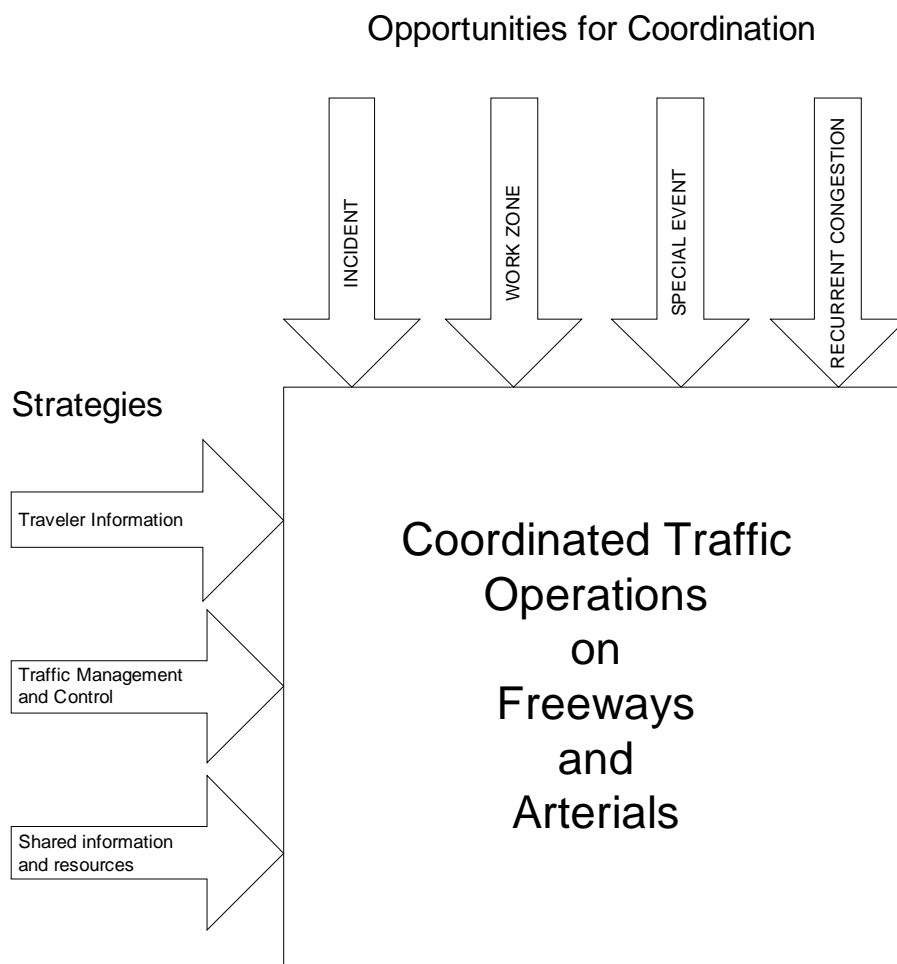 Opportunities for Coordination
INCIDENT
WORK ZONE
SPECIAL EVENT
RECURRENT CONGESTION
Strategies
Traveler Information
Traffic Management
and Control
Shared information
and resources
Coordinated Traffic
Operations
on
Freeways
and
Arterials